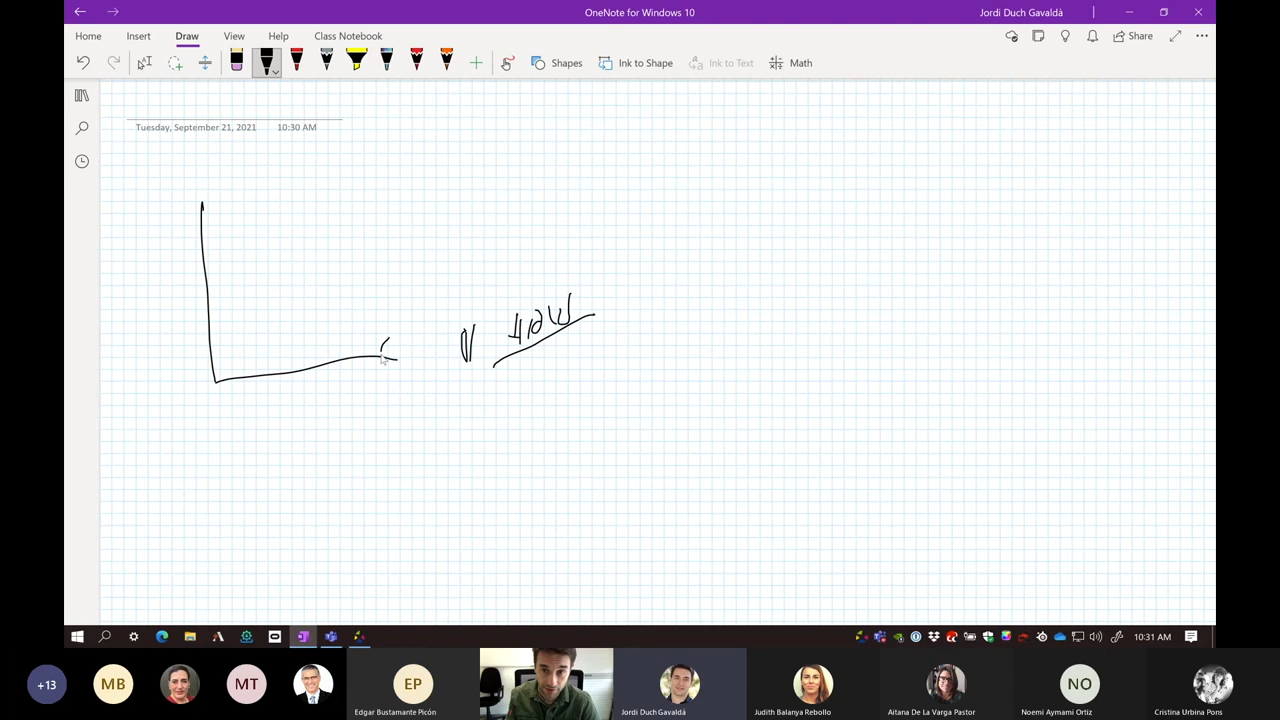 OneNote for Windows 10
Jordi Duch Gavaldà
Home Insert Draw View Help Class Notebook
Share
Shapes Ink to Shape Ink to Text Math
Tuesday, September 21, 2021 10:30 AM
10:31 AM
+13 MB MT EP NO
Edgar Bustamante Picón Jordi Duch Gavaldà Judith Balanya Rebollo Aitana De La Varga Pastor Noemi Aymami Ortiz Cristina Urbina Pons